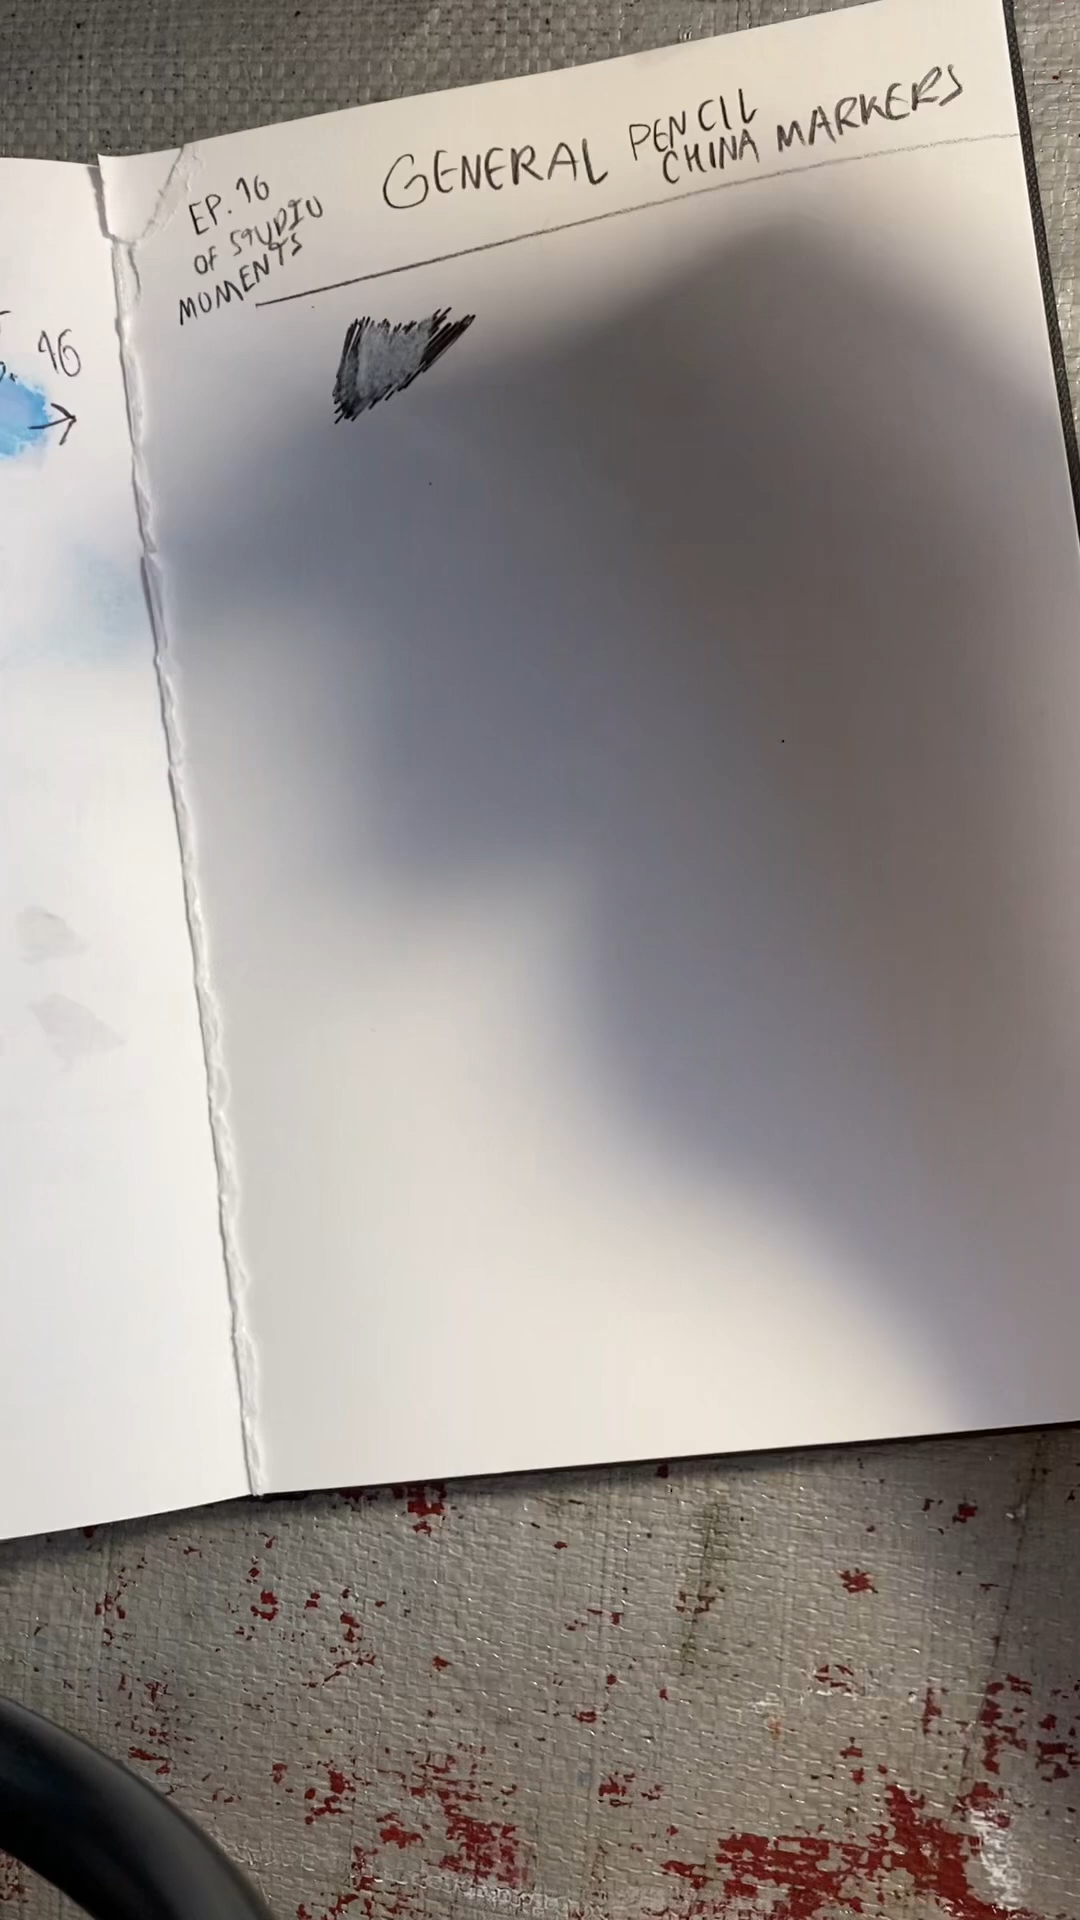 EP. 16
OF STUDIO
MOMENTS
GENERAL PENCIL
CHINA MARKERS
16